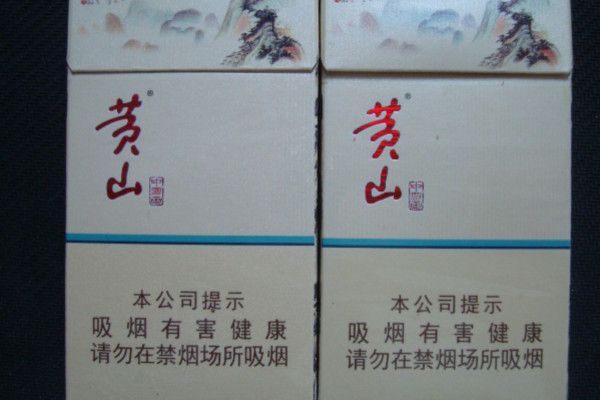 黄山®
本公司提示
吸烟有害健康
请勿在禁烟场所吸烟
黄山®
本公司提示
吸烟有害健康
请勿在禁烟场所吸烟